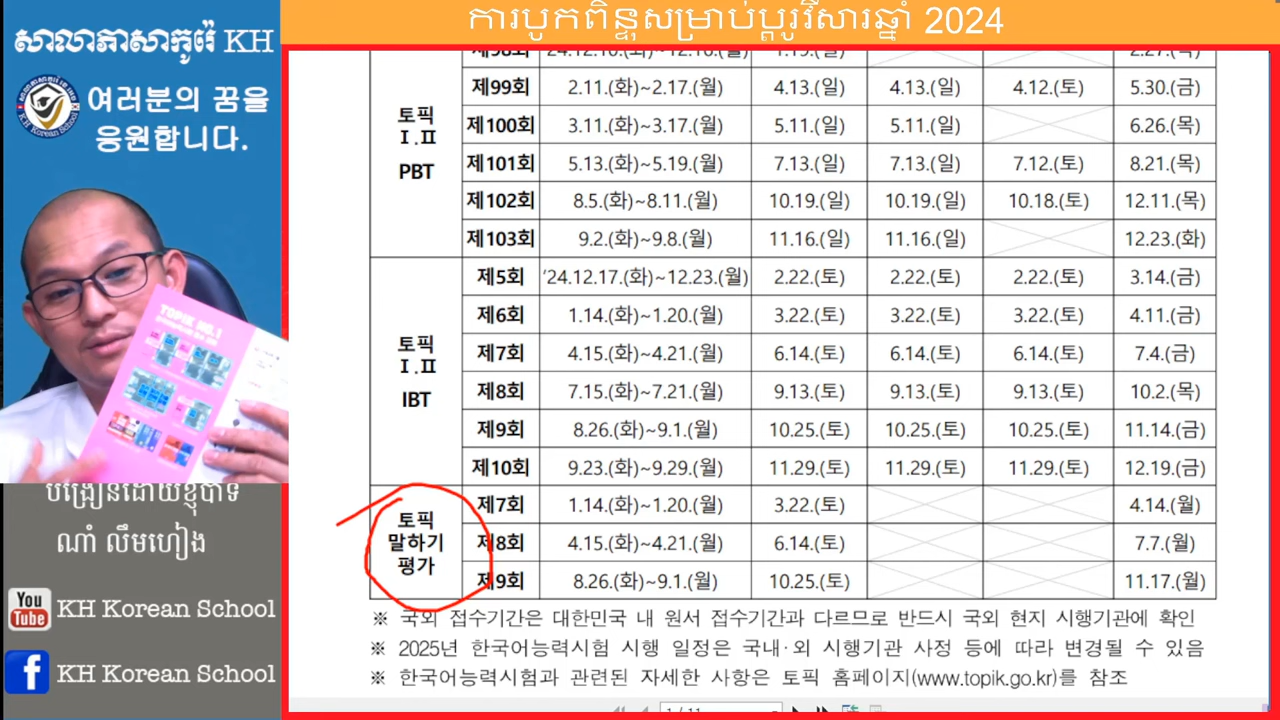 ការបូកពិន្ទុសម្រាប់ប្តូរវីសារឆ្នាំ 2024
សាលាភាសាកូរ៉េ KH
KH Korean School
여러분의 꿈을
응원합니다.
TOPIK NO.1
បង្រៀនដោយខ្ញុំបាទ
ណាំ លឹមហៀង
You Tube KH Korean School
f KH Korean School
토픽
Ⅰ.Ⅱ
PBT
제99회 2.11.(화)~2.17.(월) 4.13.(일) 4.13.(일) 4.12.(토) 5.30.(금)
제100회 3.11.(화)~3.17.(월) 5.11.(일) 5.11.(일) 6.26.(목)
제101회 5.13.(화)~5.19.(월) 7.13.(일) 7.13.(일) 7.12.(토) 8.21.(목)
제102회 8.5.(화)~8.11.(월) 10.19.(일) 10.19.(일) 10.18.(토) 12.11.(목)
제103회 9.2.(화)~9.8.(월) 11.16.(일) 11.16.(일) 12.23.(화)
토픽
Ⅰ.Ⅱ
IBT
제5회 '24.12.17.(화)~12.23.(월) 2.22.(토) 2.22.(토) 2.22.(토) 3.14.(금)
제6회 1.14.(화)~1.20.(월) 3.22.(토) 3.22.(토) 3.22.(토) 4.11.(금)
제7회 4.15.(화)~4.21.(월) 6.14.(토) 6.14.(토) 6.14.(토) 7.4.(금)
제8회 7.15.(화)~7.21.(월) 9.13.(토) 9.13.(토) 9.13.(토) 10.2.(목)
제9회 8.26.(화)~9.1.(월) 10.25.(토) 10.25.(토) 10.25.(토) 11.14.(금)
제10회 9.23.(화)~9.29.(월) 11.29.(토) 11.29.(토) 11.29.(토) 12.19.(금)
토픽
말하기
평가
제7회 1.14.(화)~1.20.(월) 3.22.(토) 4.14.(월)
제8회 4.15.(화)~4.21.(월) 6.14.(토) 7.7.(월)
제9회 8.26.(화)~9.1.(월) 10.25.(토) 11.17.(월)
※ 국외 접수기간은 대한민국 내 원서 접수기간과 다르므로 반드시 국외 현지 시행기관에 확인
※ 2025년 한국어능력시험 시행 일정은 국내·외 시행기관 사정 등에 따라 변경될 수 있음
※ 한국어능력시험과 관련된 자세한 사항은 토픽 홈페이지(www.topik.go.kr)를 참조